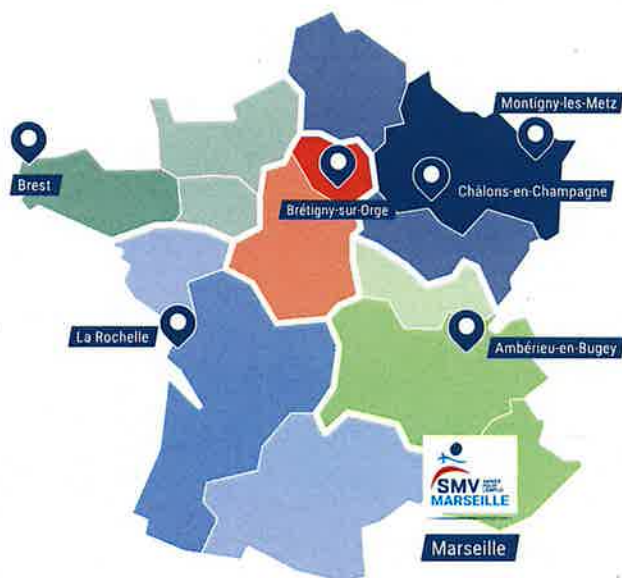 Montigny-les-Metz
Brest
Châlons-en-Champagne
Brétigny-sur-Orge
La Rochelle
Ambérieu-en-Bugey
SMV
MARSEILLE
Marseille